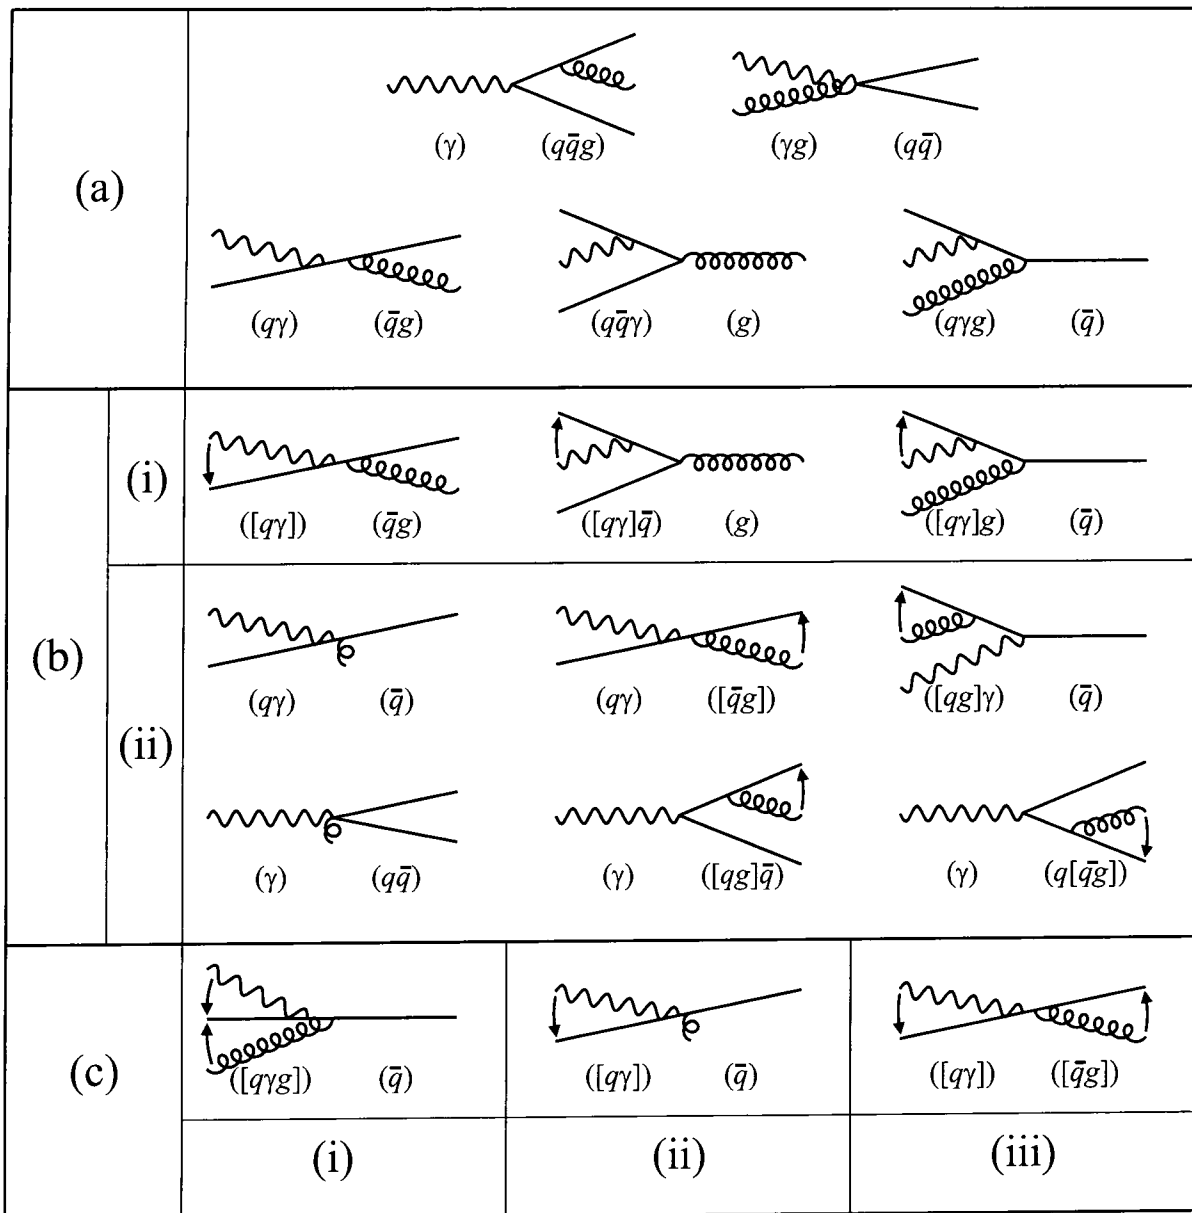 (a)
(γ) (qq̄g) (γg) (qq̄)
(qγ) (q̄g) (qq̄γ) (g) (qγg) (q̄)
(b)
(i)
([qγ]) (q̄g) ([qγ]q̄) (g) ([qγ]g) (q̄)
(ii)
(qγ) (q̄) (qγ) ([q̄g]) ([qg]γ) (q̄)
(γ) (qq̄) (γ) ([qg]q̄) (γ) (q[q̄g])
(c)
([qγg]) (q̄) ([qγ]) (q̄) ([qγ]) ([q̄g])
(i) (ii) (iii)